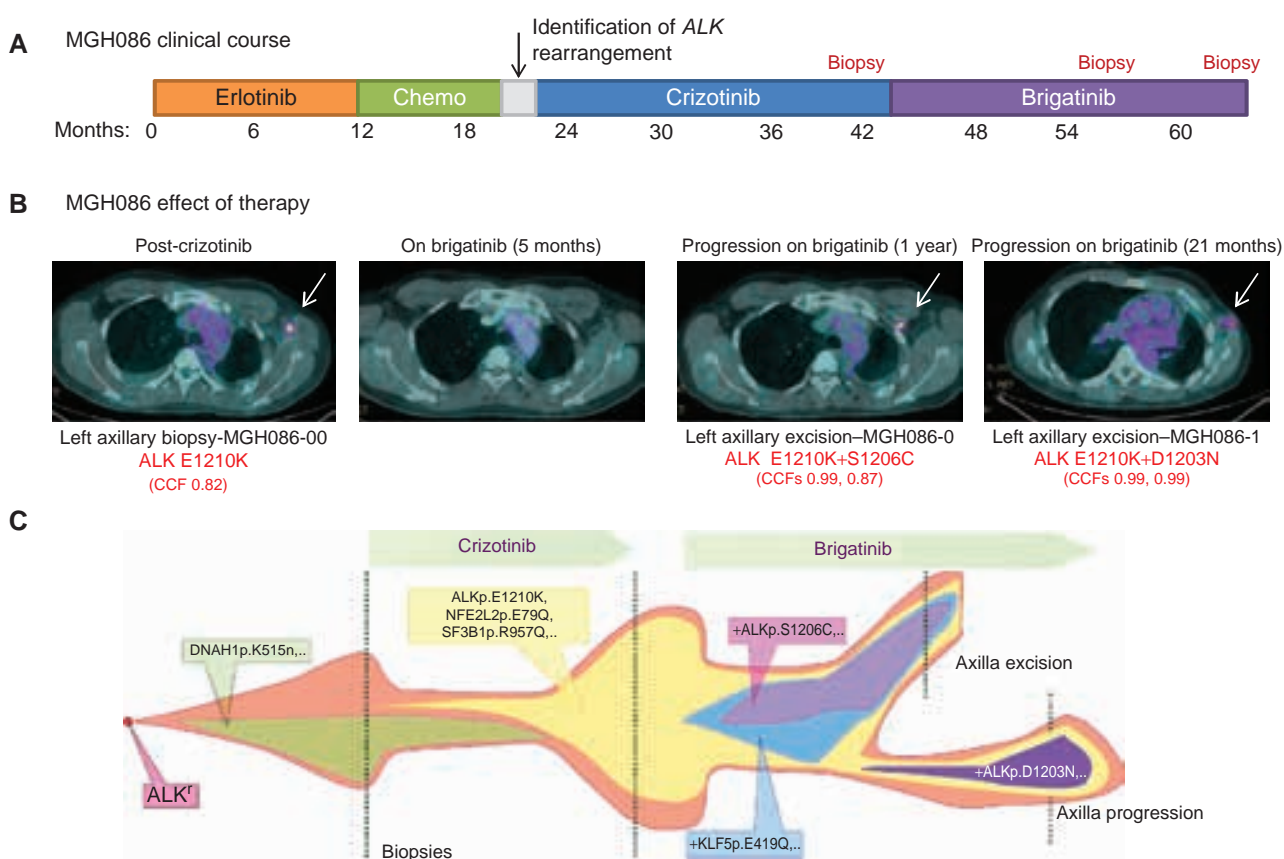 A
MGH086 clinical course
Identification of ALK
rearrangement
Biopsy
Biopsy
Biopsy
Erlotinib
Chemo
Crizotinib
Brigatinib
Months: 0 6 12 18 24 30 36 42 48 54 60
B
MGH086 effect of therapy
Post-crizotinib
On brigatinib (5 months)
Progression on brigatinib (1 year)
Progression on brigatinib (21 months)
Left axillary biopsy-MGH086-00
ALK E1210K
(CCF 0.82)
Left axillary excision–MGH086-0
ALK E1210K+S1206C
(CCFs 0.99, 0.87)
Left axillary excision–MGH086-1
ALK E1210K+D1203N
(CCFs 0.99, 0.99)
C
Crizotinib
Brigatinib
ALKp.E1210K,
NFE2L2p.E79Q,
SF3B1p.R957Q,..
DNAH1p.K515n,..
+ALKp.S1206C,..
Axilla excision
+ALKp.D1203N,..
ALKʳ
Axilla progression
+KLF5p.E419Q,..
Biopsies